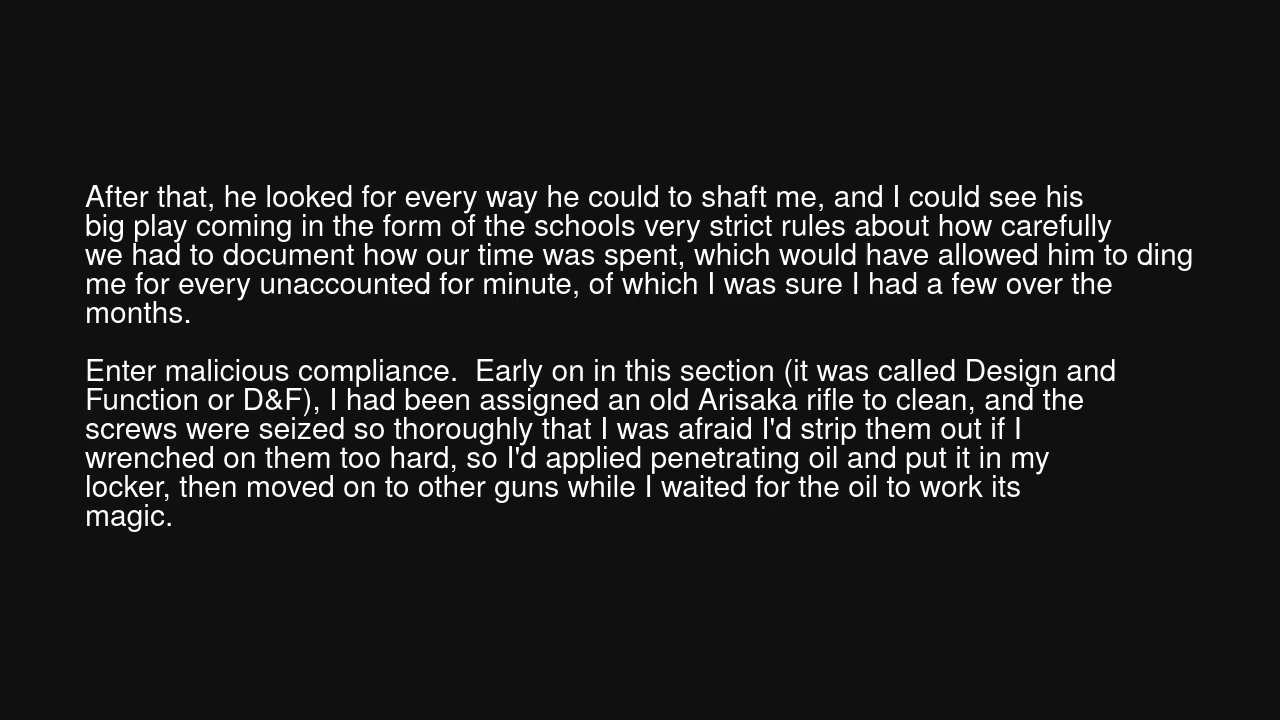 After that, he looked for every way he could to shaft me, and I could see his
big play coming in the form of the schools very strict rules about how carefully
we had to document how our time was spent, which would have allowed him to ding
me for every unaccounted for minute, of which I was sure I had a few over the
months.
Enter malicious compliance.  Early on in this section (it was called Design and
Function or D&F), I had been assigned an old Arisaka rifle to clean, and the
screws were seized so thoroughly that I was afraid I'd strip them out if I
wrenched on them too hard, so I'd applied penetrating oil and put it in my
locker, then moved on to other guns while I waited for the oil to work its
magic.